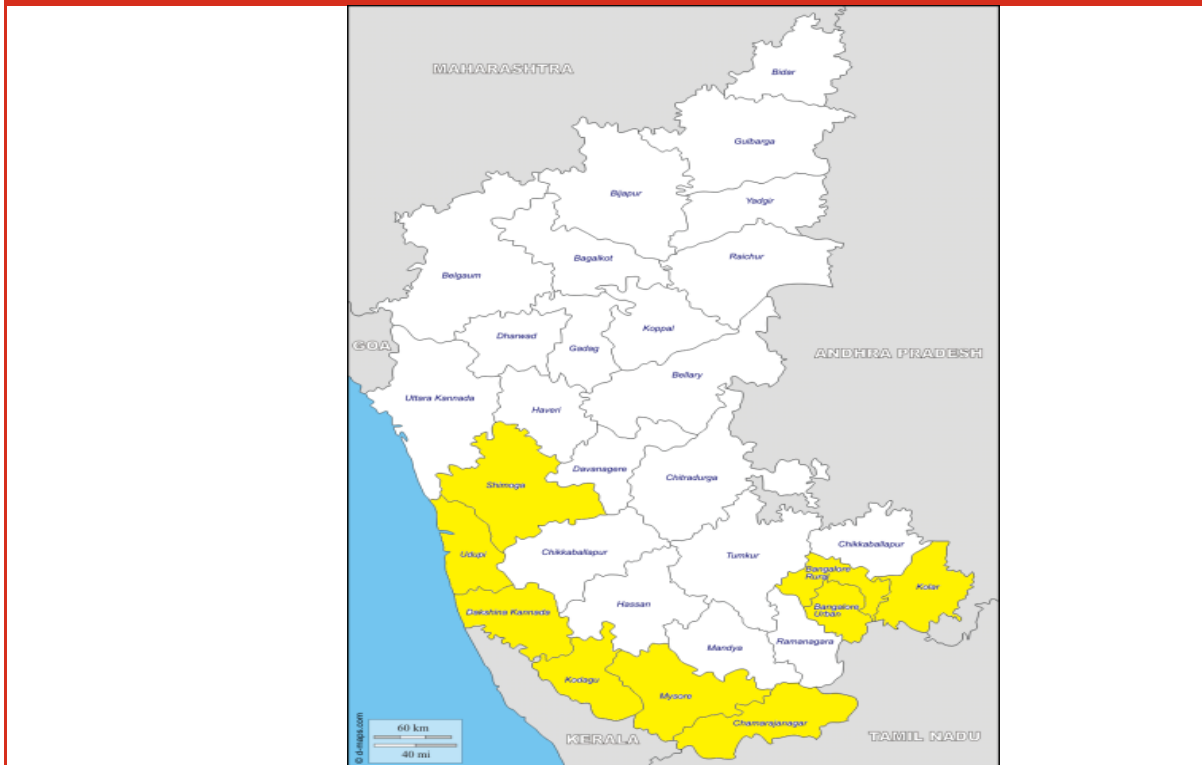 MAHARASHTRA
Bidar
Gulbarga
Bijapur
Yadgir
Bagalkot
Raichur
Belgaum
Dharwad
Koppal
Gadag
GOA
ANDHRA PRADESH
Bellary
Uttara Kannada
Haveri
Davanagere
Chitradurga
Shimoga
Udupi
Chikkaballapur
Tumkur
Chikkaballapur
Bangalore
Rural
Kolar
Bangalore
Urban
Dakshina Kannada
Hassan
Mandya
Ramanagara
Kodagu
Mysore
Chamarajanagar
KERALA
TAMIL NADU
60 km
40 mi
© d-maps.com